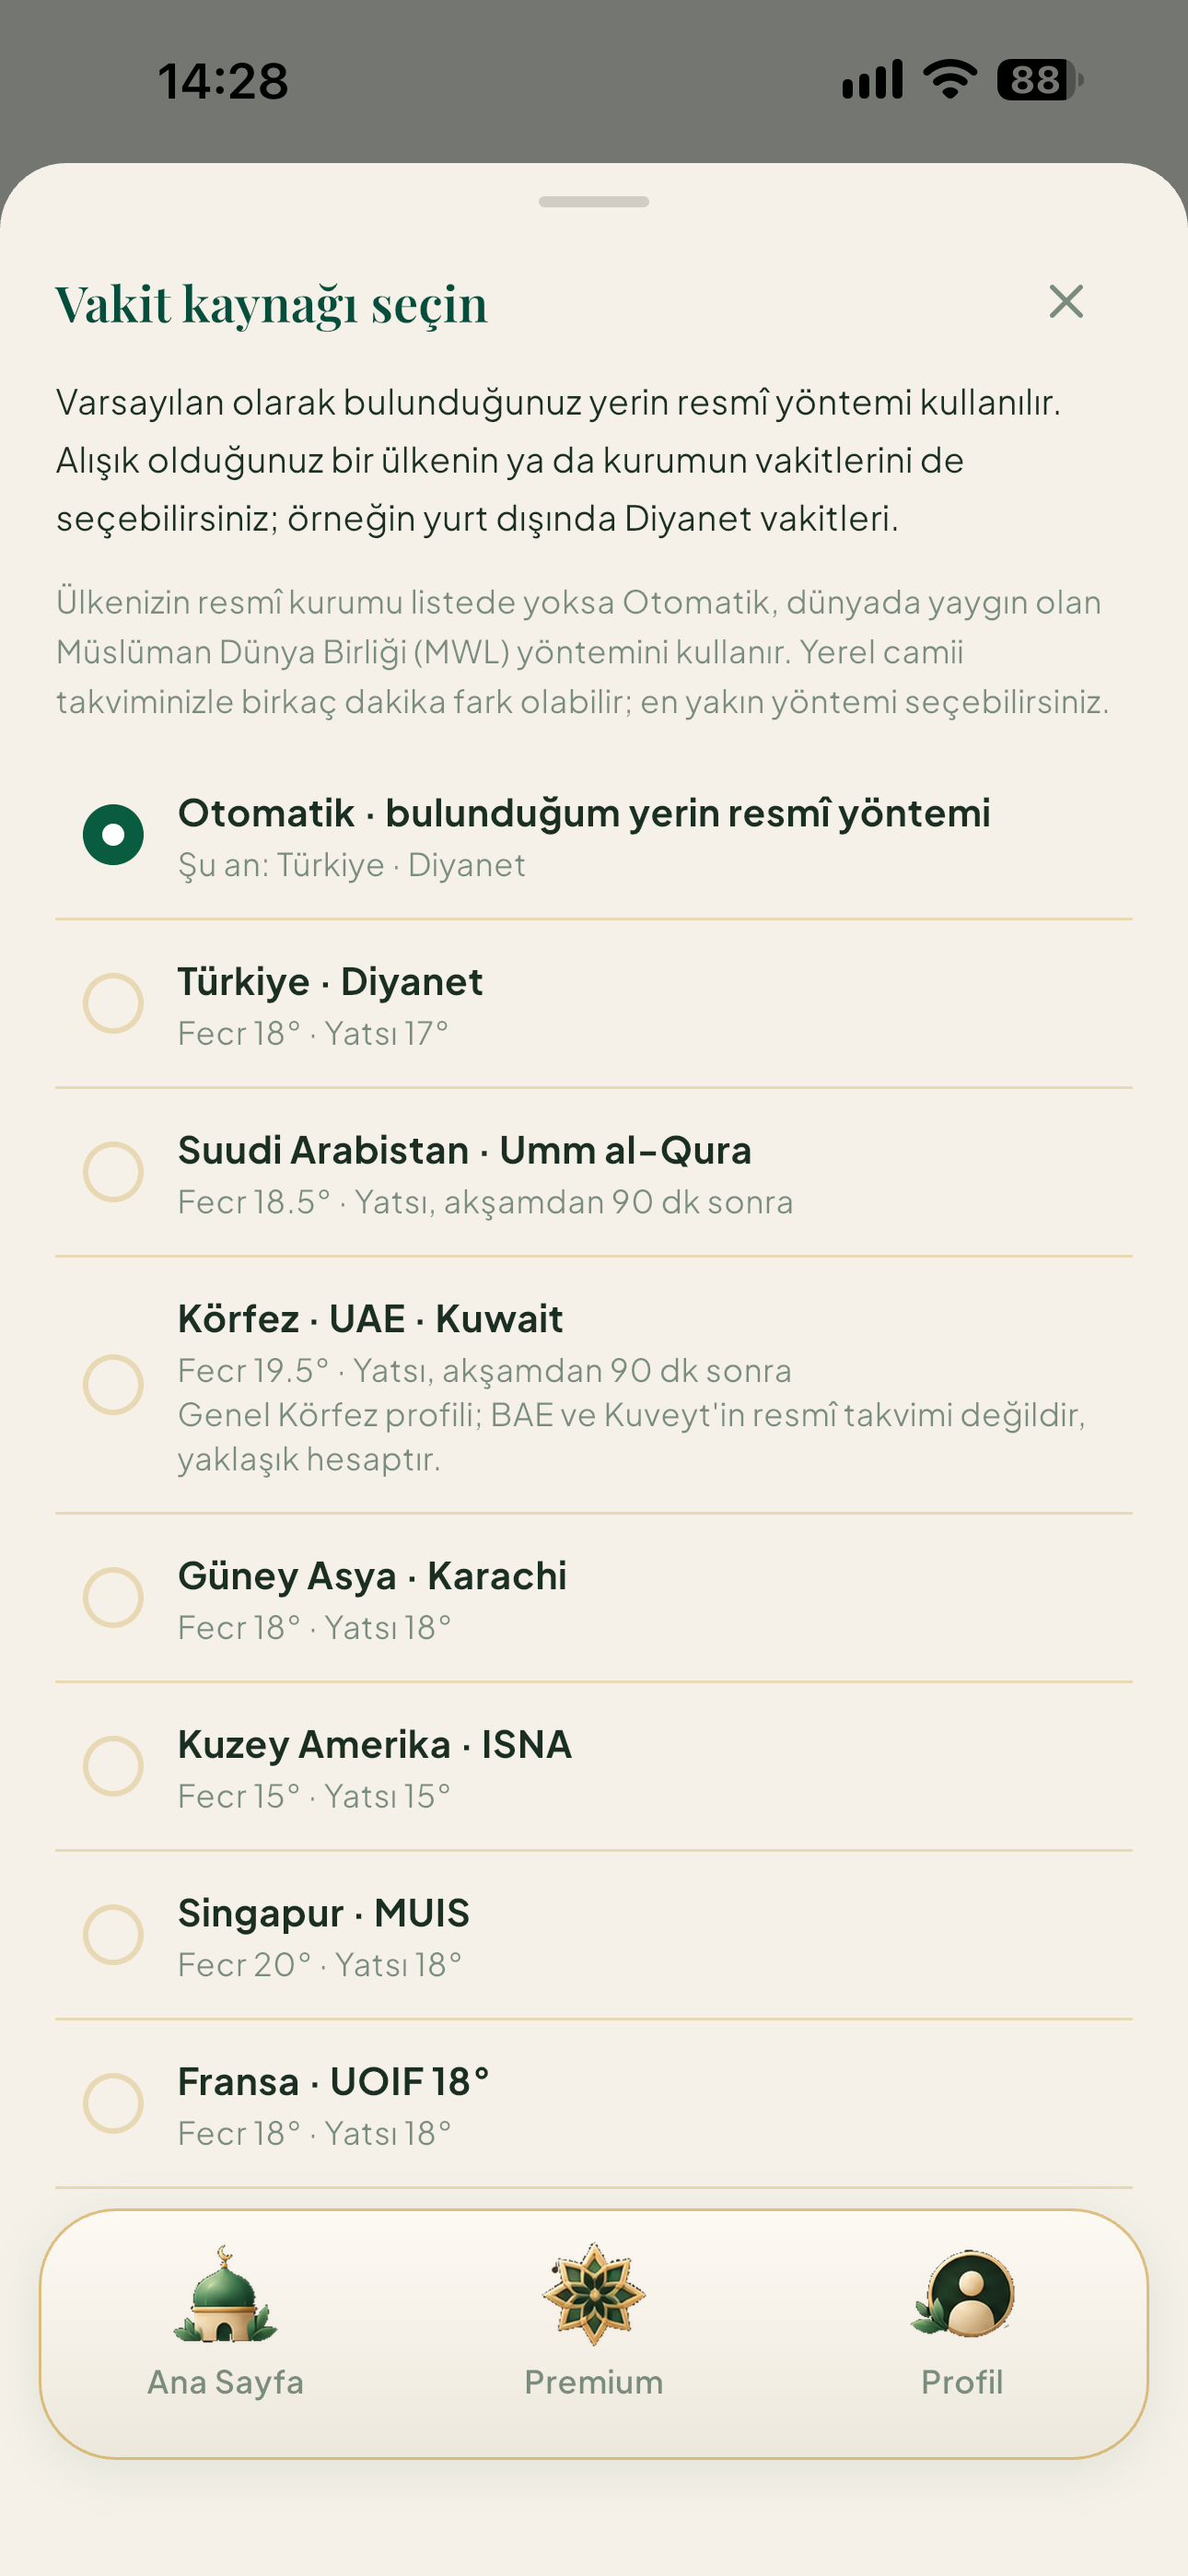 14:28
88
Vakit kaynağı seçin
Varsayılan olarak bulunduğunuz yerin resmî yöntemi kullanılır.
Alışık olduğunuz bir ülkenin ya da kurumun vakitlerini de
seçebilirsiniz; örneğin yurt dışında Diyanet vakitleri.
Ülkenizin resmî kurumu listede yoksa Otomatik, dünyada yaygın olan
Müslüman Dünya Birliği (MWL) yöntemini kullanır. Yerel camii
takviminizle birkaç dakika fark olabilir; en yakın yöntemi seçebilirsiniz.
Otomatik · bulunduğum yerin resmî yöntemi
Şu an: Türkiye · Diyanet
Türkiye · Diyanet
Fecr 18° · Yatsı 17°
Suudi Arabistan · Umm al-Qura
Fecr 18.5° · Yatsı, akşamdan 90 dk sonra
Körfez · UAE · Kuwait
Fecr 19.5° · Yatsı, akşamdan 90 dk sonra
Genel Körfez profili; BAE ve Kuveyt'in resmî takvimi değildir,
yaklaşık hesaptır.
Güney Asya · Karachi
Fecr 18° · Yatsı 18°
Kuzey Amerika · ISNA
Fecr 15° · Yatsı 15°
Singapur · MUIS
Fecr 20° · Yatsı 18°
Fransa · UOIF 18°
Fecr 18° · Yatsı 18°
Ana Sayfa
Premium
Profil